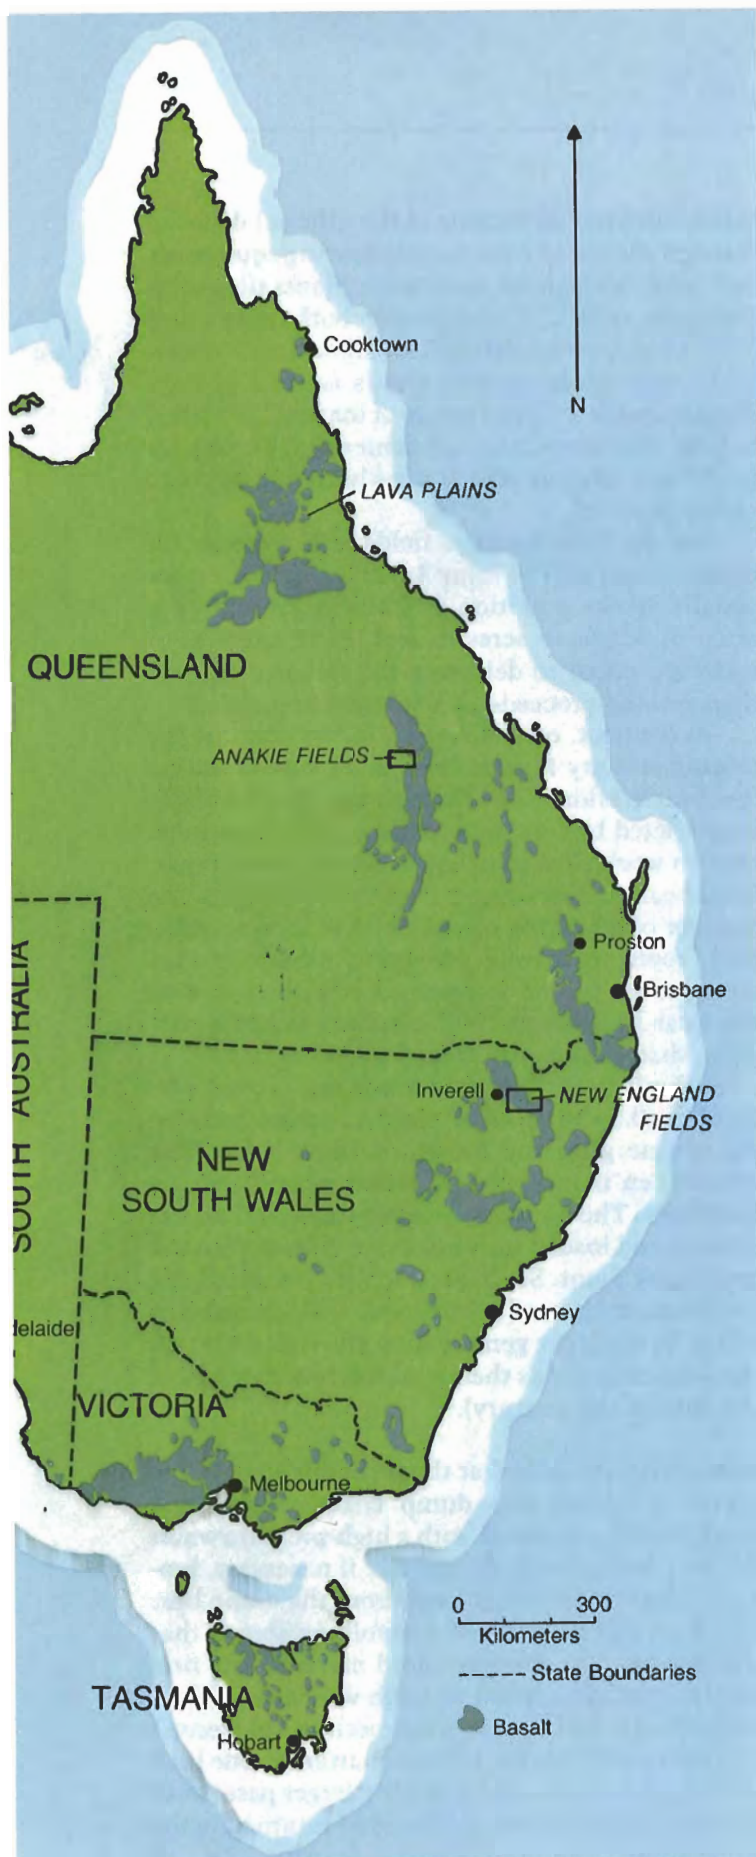 N
Cooktown
LAVA PLAINS
QUEENSLAND
ANAKIE FIELDS
Proston
Brisbane
SOUTH AUSTRALIA
Inverell
NEW ENGLAND
FIELDS
NEW
SOUTH WALES
Sydney
delaide
VICTORIA
Melbourne
0 300
Kilometers
State Boundaries
TASMANIA
Basalt
Hobart